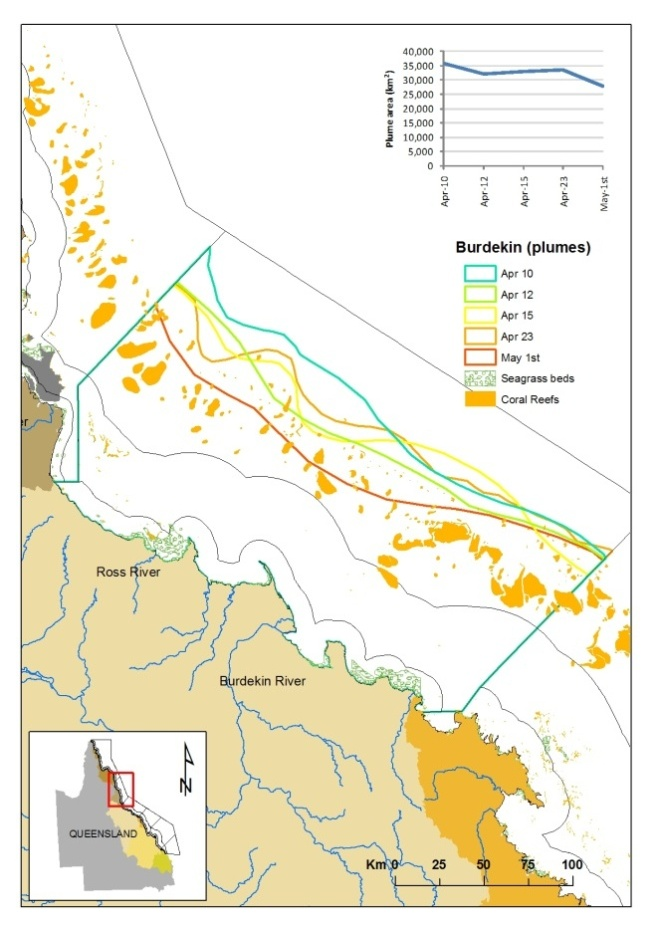 40,000
35,000
30,000
25,000
20,000
15,000
10,000
5,000
0
Plume area (km²)
Apr-10
Apr-12
Apr-15
Apr-23
May-1st
Burdekin (plumes)
Apr 10
Apr 12
Apr 15
Apr 23
May 1st
Seagrass beds
Coral Reefs
er
Ross River
Burdekin River
QUEENSLAND
N
Km 0 25 50 75 100